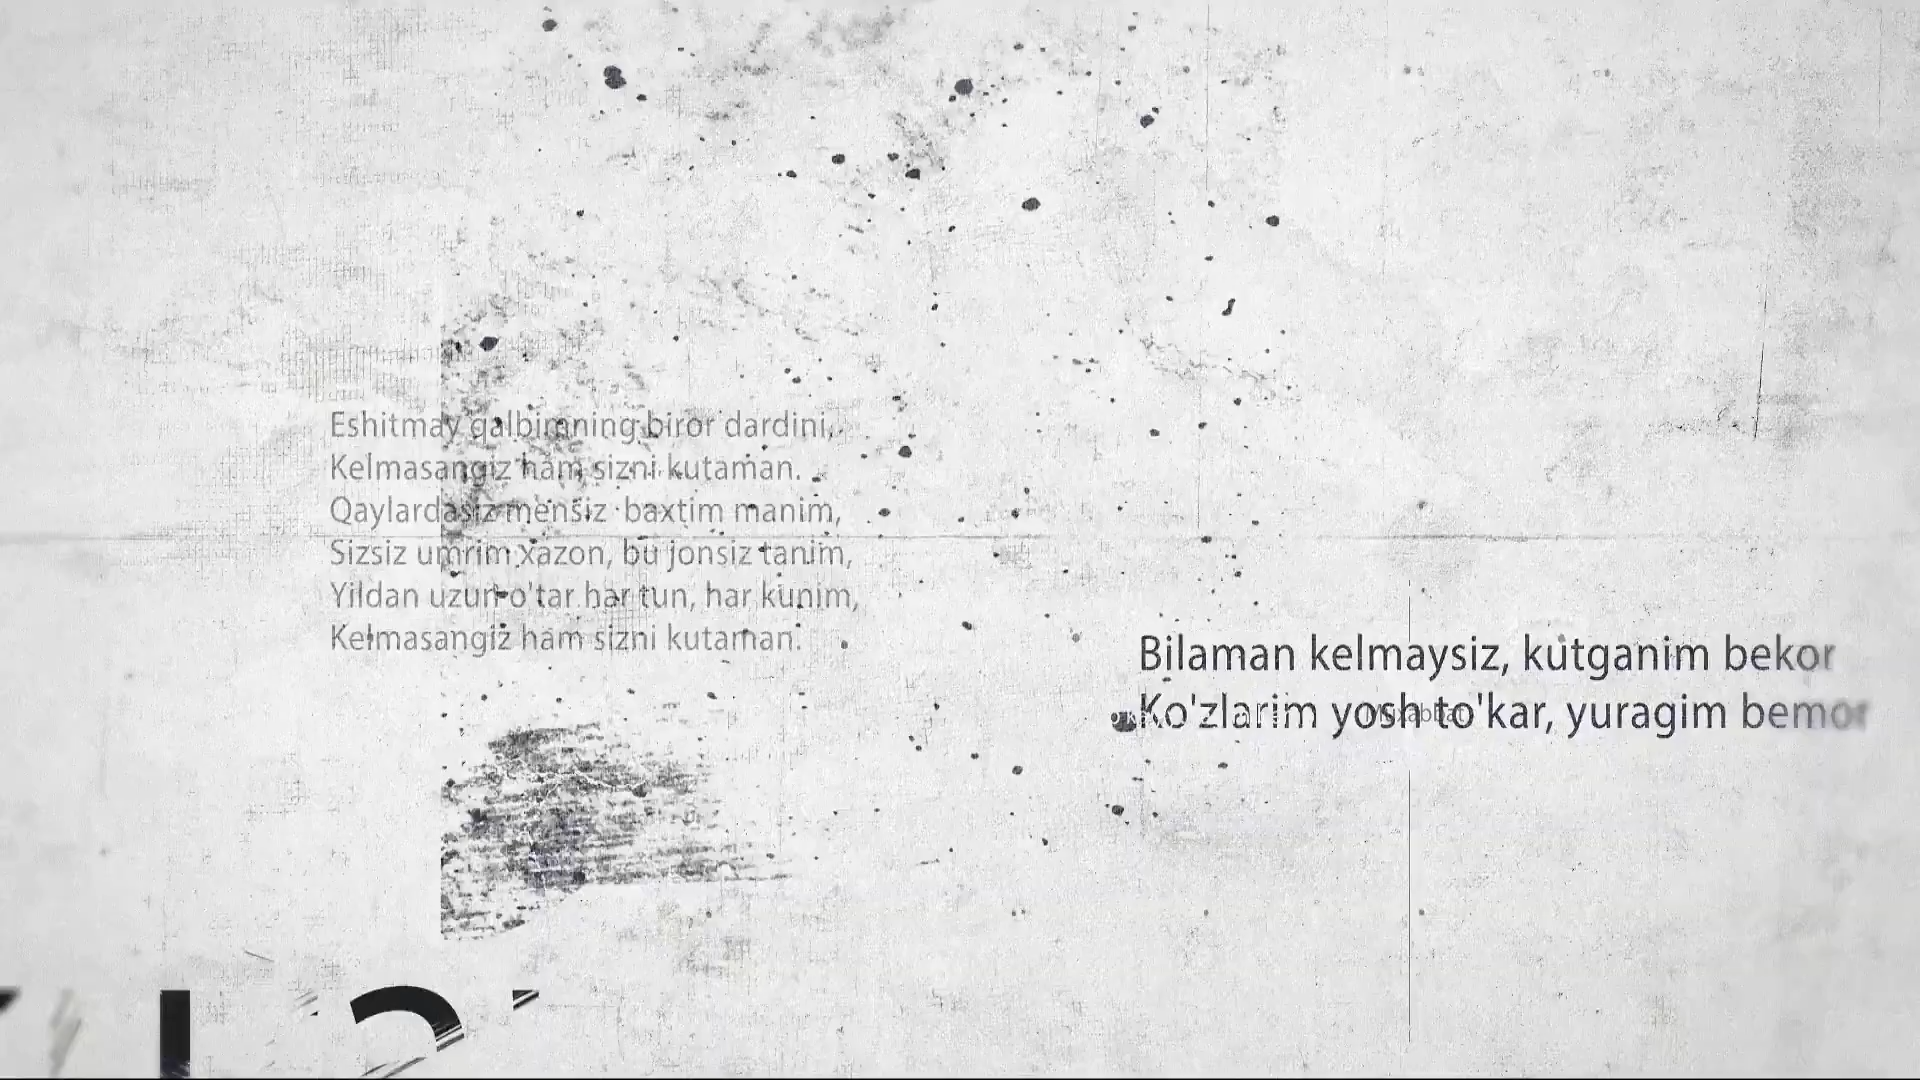 Eshitmay qalbimning biror dardini,
Kelmasangiz ham sizni kutaman.
Qaylardasiz mensiz baxtim manim,
Sizsiz umrim xazon, bu jonsiz tanim,
Yildan uzun o'tar har tun, har kunim,
Kelmasangiz ham sizni kutaman.
Bilaman kelmaysiz, kutganim bekor
Ko'zlarim yosh to'kar, yuragim bemor